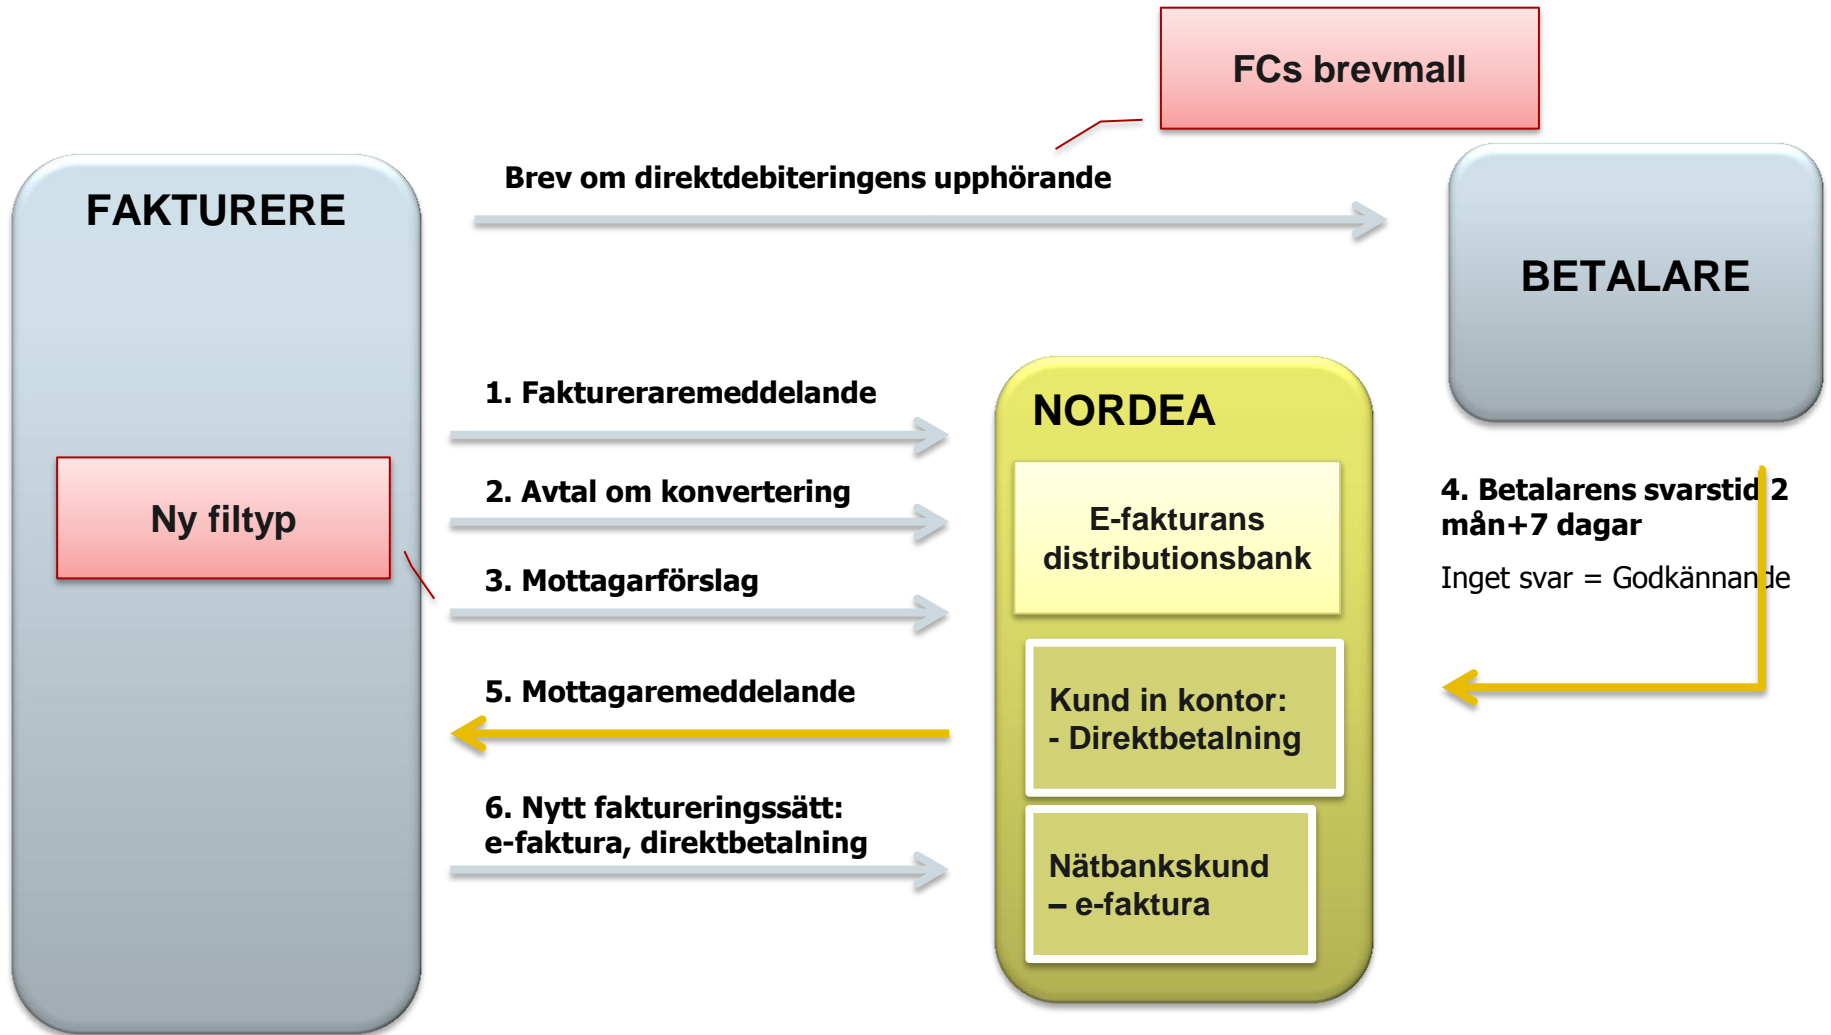 FCs brevmall
Brev om direktdebiteringens upphörande
FAKTURERE
BETALARE
1. Faktureraremeddelande
NORDEA
2. Avtal om konvertering
Ny filtyp
E-fakturans
distributionsbank
4. Betalarens svarstid 2
mån+7 dagar
Inget svar = Godkännande
3. Mottagarförslag
5. Mottagaremeddelande
Kund in kontor:
- Direktbetalning
6. Nytt faktureringssätt:
e-faktura, direktbetalning
Nätbankskund
– e-faktura